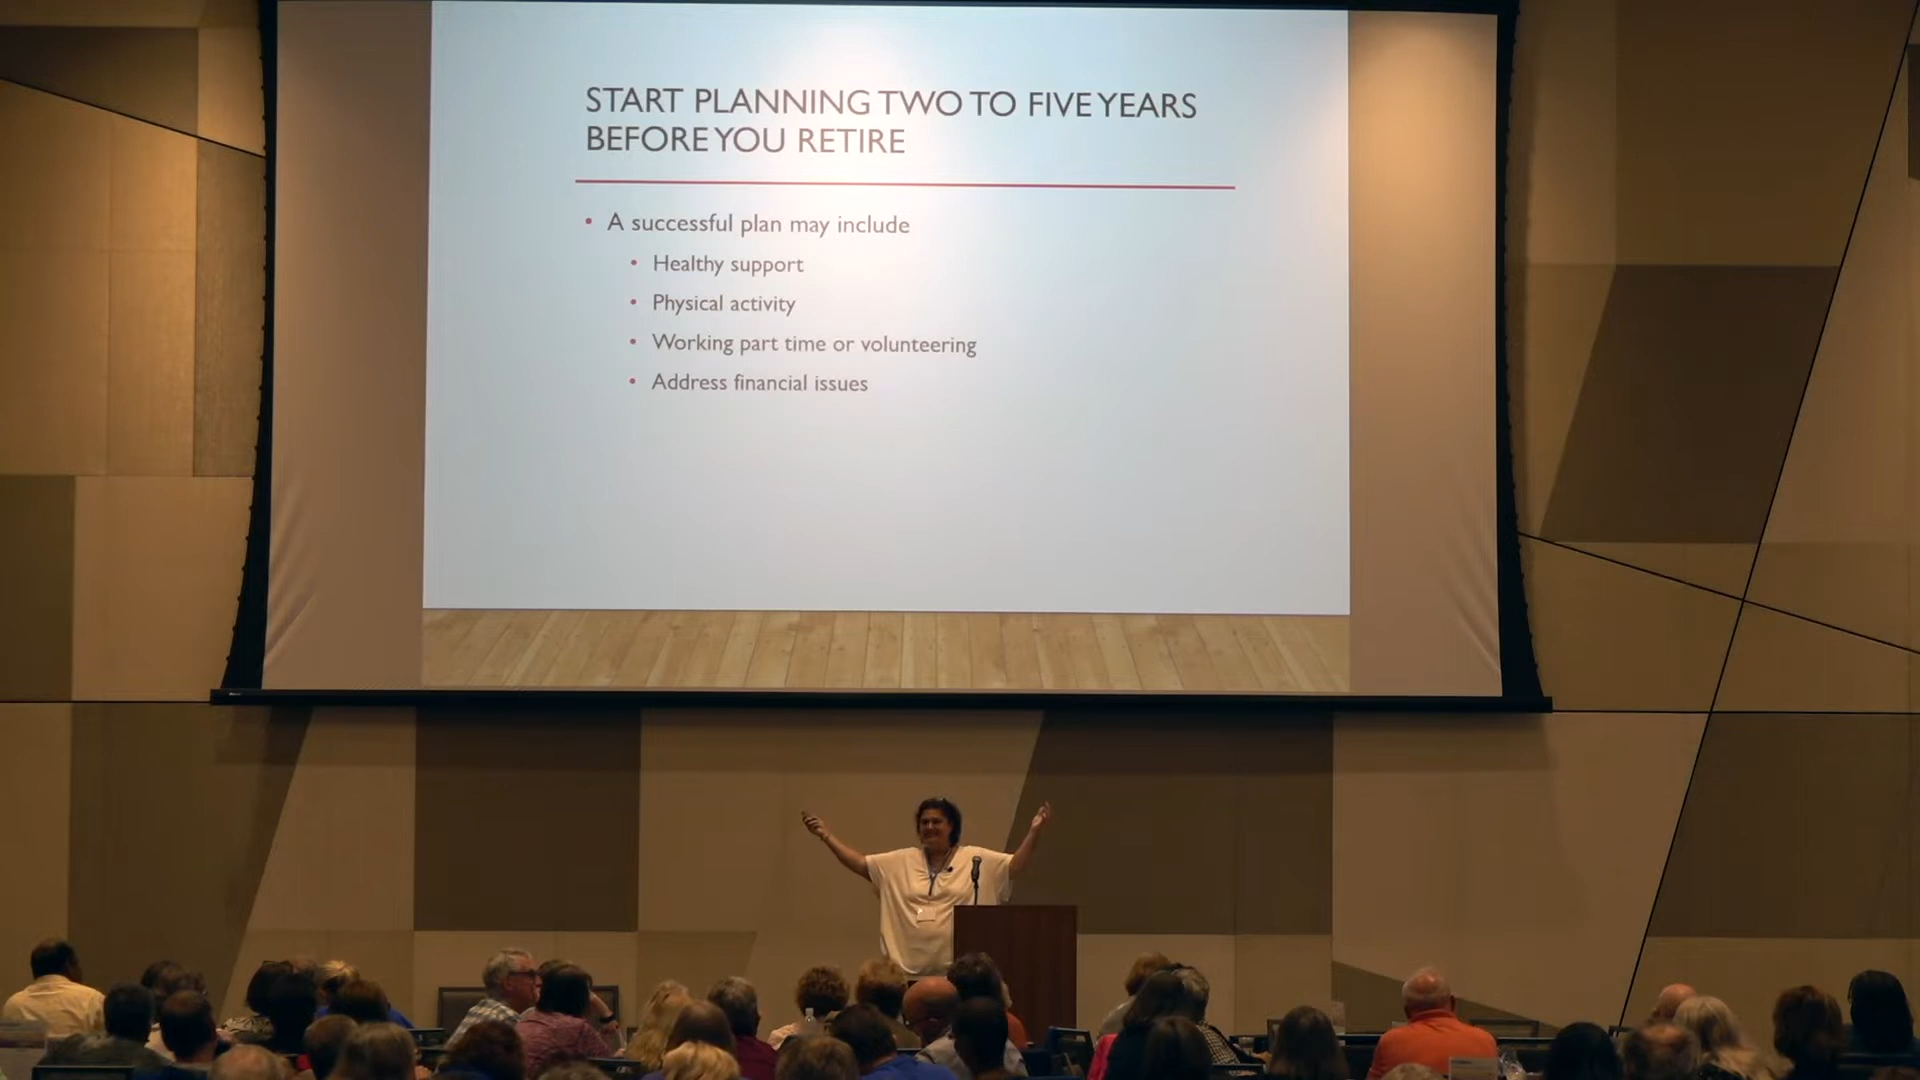 START PLANNING TWO TO FIVE YEARS
BEFORE YOU RETIRE
• A successful plan may include
• Healthy support
• Physical activity
• Working part time or volunteering
• Address financial issues